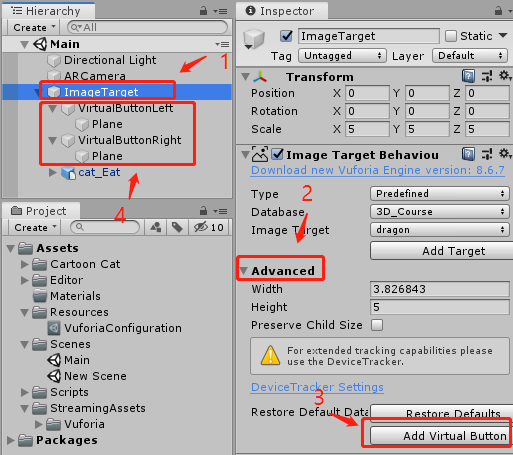 Hierarchy
Create
All
Main
Directional Light
ARCamera
ImageTarget
VirtualButtonLeft
Plane
VirtualButtonRight
Plane
cat_Eat
1
4
Project
Create
10
Assets
Cartoon Cat
Editor
Materials
Resources
VuforiaConfiguration
Scenes
Main
New Scene
Scripts
StreamingAssets
Vuforia
Packages
Inspector
ImageTarget
Static
Tag Untagged Layer Default
Transform
Position X 0 Y 0 Z 0
Rotation X 0 Y 0 Z 0
Scale X 5 Y 5 Z 5
Image Target Behaviou
Download new Vuforia Engine version: 8.6.7
Type Predefined
Database 3D_Course
Image Target dragon
Add Target
2
Advanced
Width 3.826843
Height 5
Preserve Child Size
For extended tracking capabilities please
use the DeviceTracker.
DeviceTracker Settings
3
Restore Default Data Restore Defaults
Add Virtual Button